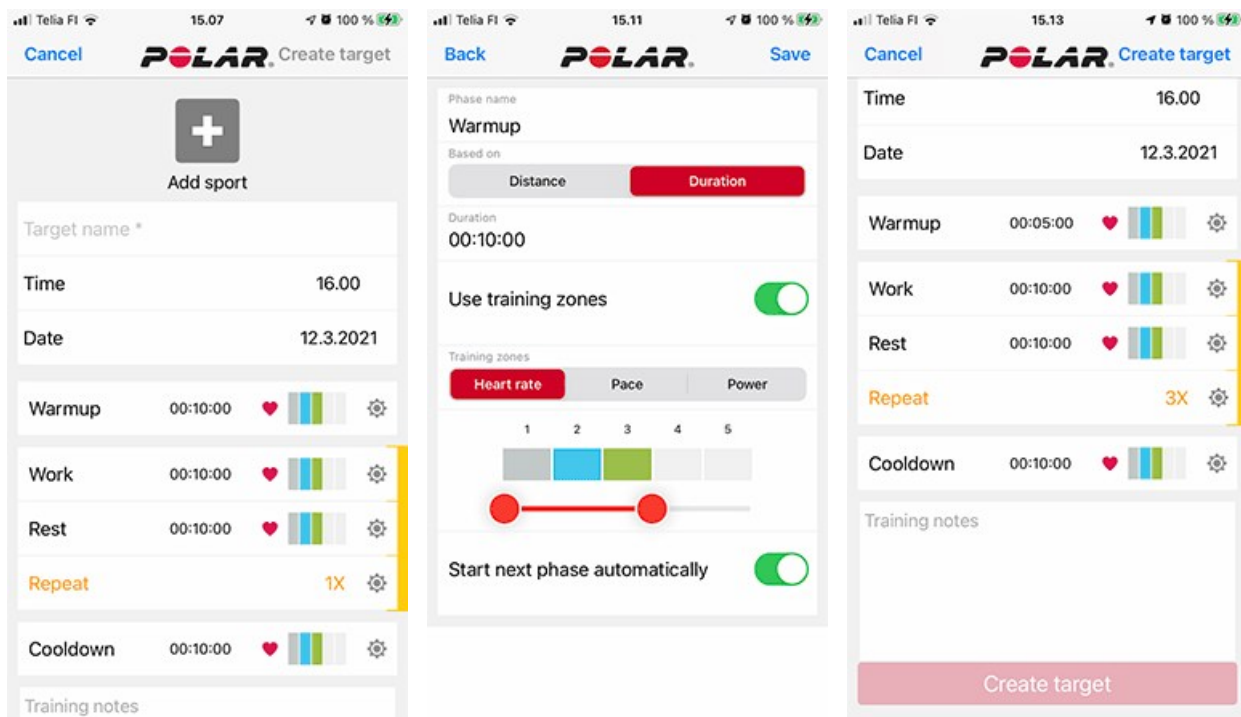 Telia FI 15.07 100 %
Cancel POLAR. Create target
Add sport
Target name *
Time 16.00
Date 12.3.2021
Warmup 00:10:00
Work 00:10:00
Rest 00:10:00
Repeat 1X
Cooldown 00:10:00
Training notes
Telia FI 15.11 100 %
Back POLAR. Save
Phase name
Warmup
Based on
Distance Duration
Duration
00:10:00
Use training zones
Training zones
Heart rate Pace Power
1 2 3 4 5
Start next phase automatically
Telia FI 15.13 100 %
Cancel POLAR. Create target
Time 16.00
Date 12.3.2021
Warmup 00:05:00
Work 00:10:00
Rest 00:10:00
Repeat 3X
Cooldown 00:10:00
Training notes
Create target